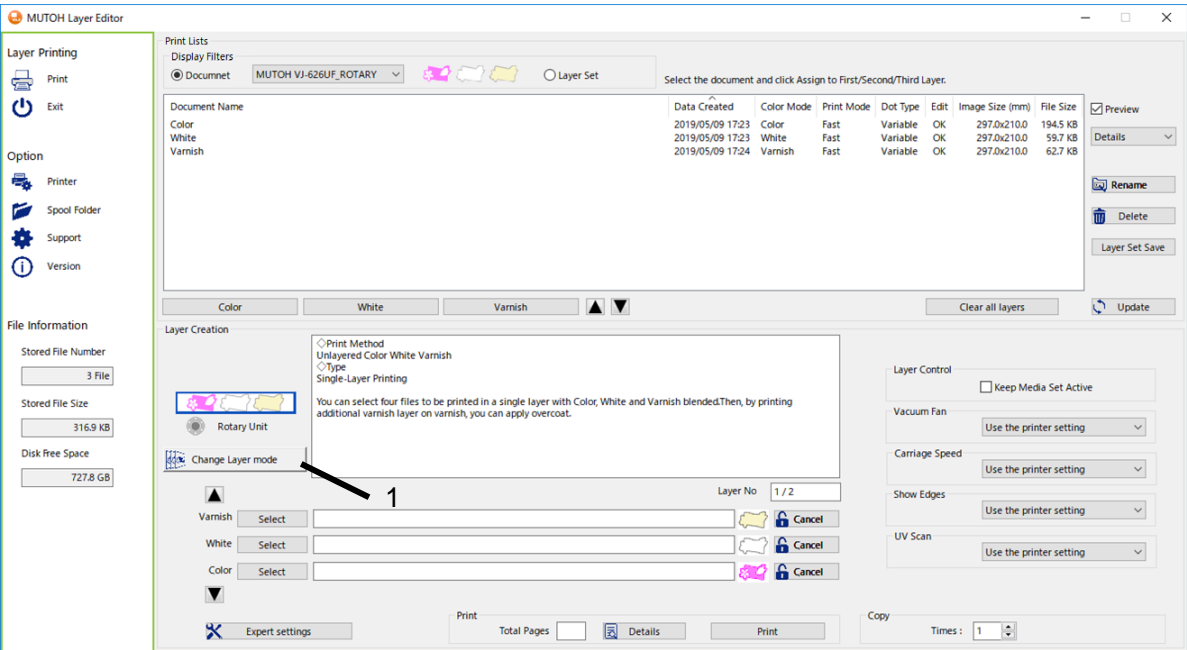 MUTOH Layer Editor
Layer Printing
Print
Exit
Option
Printer
Spool Folder
Support
Version
File Information
Stored File Number
3 File
Stored File Size
316.9 KB
Disk Free Space
727.8 GB
Print Lists
Display Filters
Documnet
MUTOH VJ-626UF_ROTARY
Layer Set
Select the document and click Assign to First/Second/Third Layer.
Document Name Data Created Color Mode Print Mode Dot Type Edit Image Size (mm) File Size
Color 2019/05/09 17:23 Color Fast Variable OK 297.0x210.0 194.5 KB
White 2019/05/09 17:23 White Fast Variable OK 297.0x210.0 59.7 KB
Varnish 2019/05/09 17:24 Varnish Fast Variable OK 297.0x210.0 62.7 KB
Preview
Details
Rename
Delete
Layer Set Save
Color White Varnish Clear all layers Update
Layer Creation
◇Print Method
Unlayered Color White Varnish
◇Type
Single-Layer Printing
You can select four files to be printed in a single layer with Color, White and Varnish blended.Then, by printing
additional varnish layer on varnish, you can apply overcoat.
Rotary Unit
Change Layer mode
1
Layer No 1 / 2
Varnish Select Cancel
White Select Cancel
Color Select Cancel
Expert settings
Print
Total Pages Details Print
Layer Control
Keep Media Set Active
Vacuum Fan
Use the printer setting
Carriage Speed
Use the printer setting
Show Edges
Use the printer setting
UV Scan
Use the printer setting
Copy
Times : 1